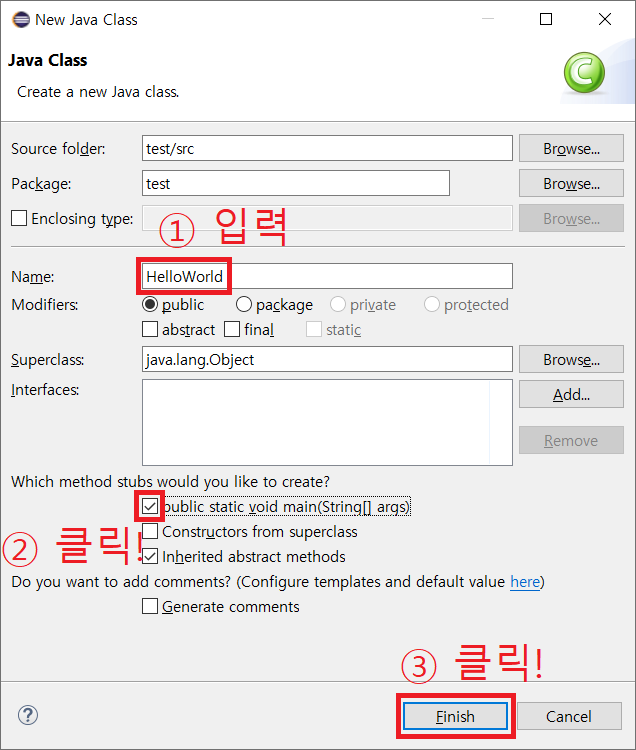 New Java Class
Java Class
Create a new Java class.
Source folder: test/src Browse...
Package: test Browse...
Enclosing type: Browse...
① 입력
Name: HelloWorld
Modifiers: public package private protected
abstract final static
Superclass: java.lang.Object Browse...
Interfaces: Add...
Remove
Which method stubs would you like to create?
public static void main(String[] args)
Constructors from superclass
② 클릭!
Inherited abstract methods
Do you want to add comments? (Configure templates and default value here)
Generate comments
③ 클릭!
? Finish Cancel